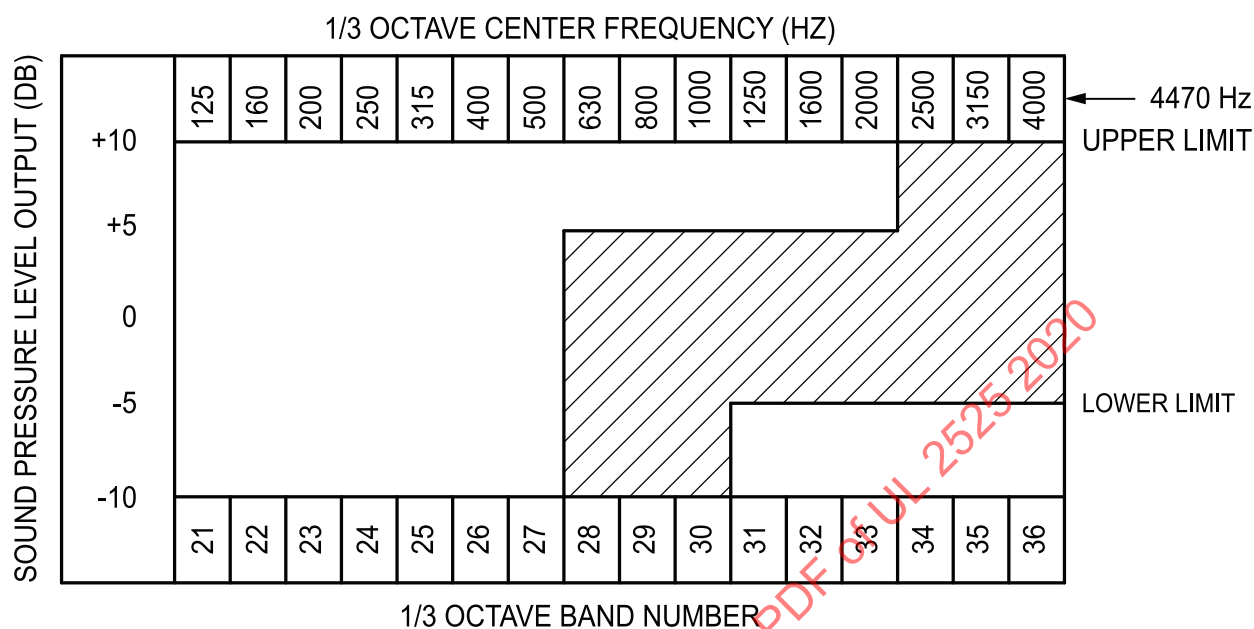 1/3 OCTAVE CENTER FREQUENCY (HZ)
SOUND PRESSURE LEVEL OUTPUT (DB)
125 160 200 250 315 400 500 630 800 1000 1250 1600 2000 2500 3150 4000
4470 Hz
+10
UPPER LIMIT
+5
0
-5
LOWER LIMIT
-10
21 22 23 24 25 26 27 28 29 30 31 32 33 34 35 36
1/3 OCTAVE BAND NUMBER
PDF of UL 2525 2020